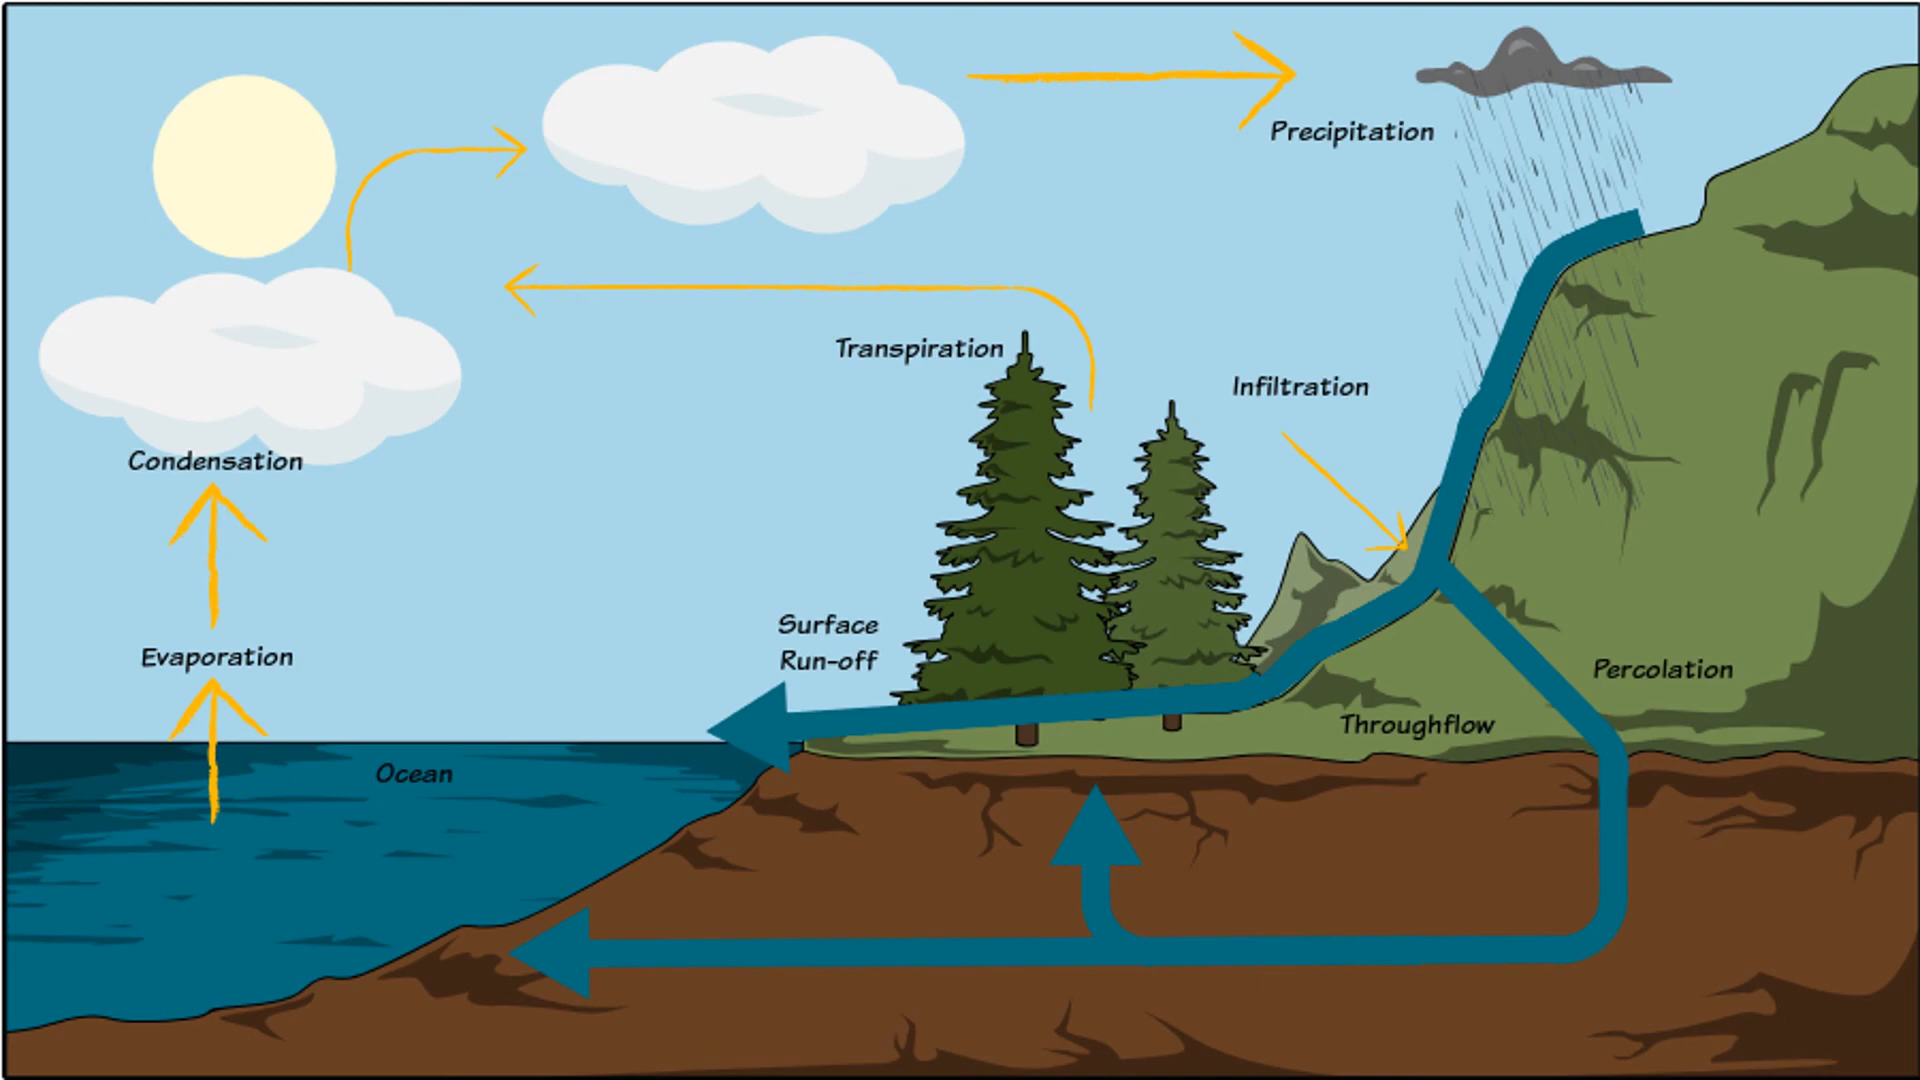 Precipitation
Transpiration
Infiltration
Condensation
Surface
Run-off
Evaporation
Percolation
Throughflow
Ocean